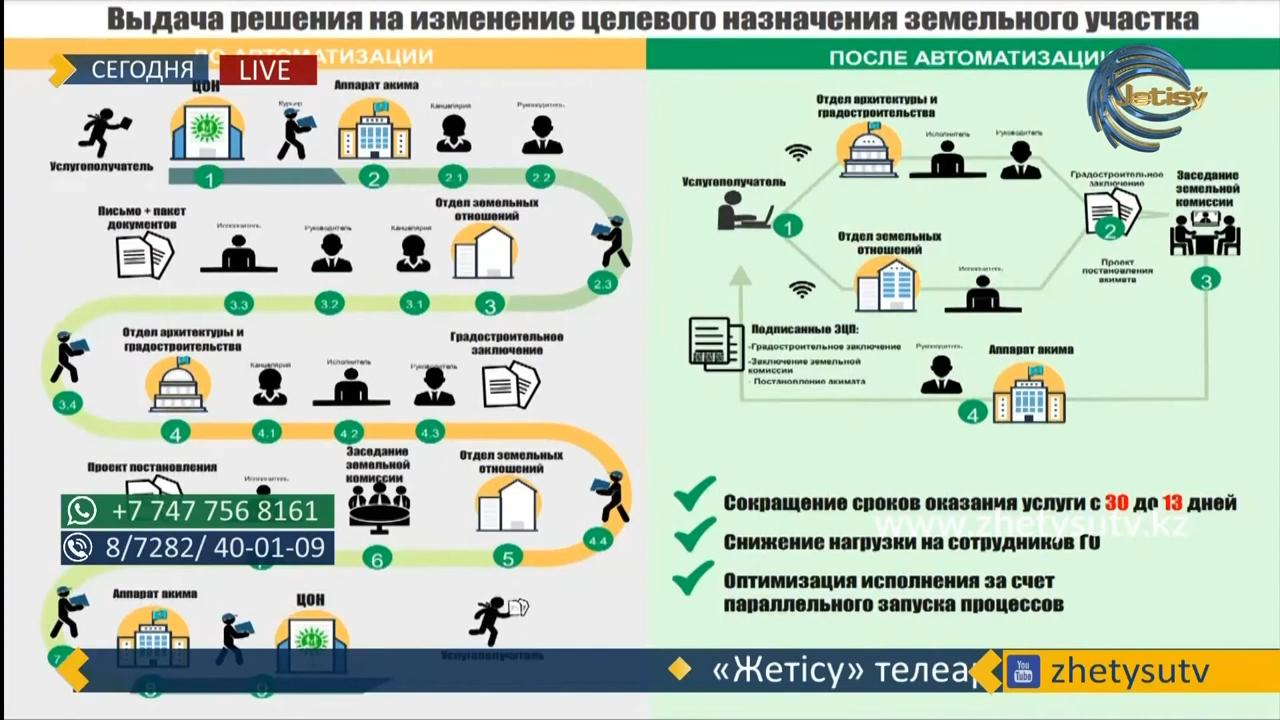 Выдача решения на изменение целевого назначения земельного участка
ДО АВТОМАТИЗАЦИИ
СЕГОДНЯ
LIVE
ЦОН
Курьер
Аппарат акима
Канцелярия
Руководитель
Услугополучатель
1
2
2.1
2.2
Письмо + пакет
документов
Исполнитель
Руководитель
Канцелярия
Отдел земельных
отношений
2.3
3.3
3.2
3.1
3
Отдел архитектуры и
градостроительства
Канцелярия
Исполнитель
Руководитель
Градостроительное
заключение
3.4
4
4.1
4.2
4.3
Проект постановления
Исполнитель
Заседание
земельной
комиссии
Отдел земельных
отношений
4.4
+7 747 756 8161
8/7282/ 40-01-09
6
5
Аппарат акима
ЦОН
Услугополучатель
8
9
ПОСЛЕ АВТОМАТИЗАЦИИ
Jetisý
Отдел архитектуры и
градостроительства
Исполнитель
Руководитель
Услугополучатель
1
Градостроительное
заключение
2
Заседание
земельной
комиссии
Отдел земельных
отношений
Исполнитель
Проект
постановления
акимата
3
Подписанные ЭЦП:
-Градостроительное заключение
-Заключение земельной
комиссии
- Постановление акимата
Руководитель
Аппарат акима
4
Сокращение сроков оказания услуги с 30 до 13 дней
www.zhetysutv.kz
Снижение нагрузки на сотрудников ГО
Оптимизация исполнения за счет
параллельного запуска процессов
«Жетісу» телеар
You Tube
zhetysutv